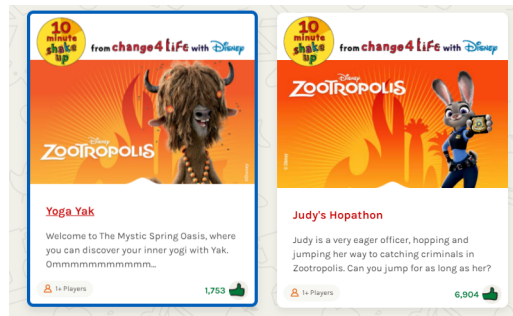 10
minute
shake
up
from change4Life with Disney
Disney
ZOOTROPOLIS
Yoga Yak
Welcome to The Mystic Spring Oasis, where
you can discover your inner yogi with Yak.
Ommmmmmmmmmm...
1+ Players
1,753
10
minute
shake
up
from change4Life with Disney
Disney
ZOOTROPOLIS
Judy's Hopathon
Judy is a very eager officer, hopping and
jumping her way to catching criminals in
Zootropolis. Can you jump for as long as her?
1+ Players
6,904